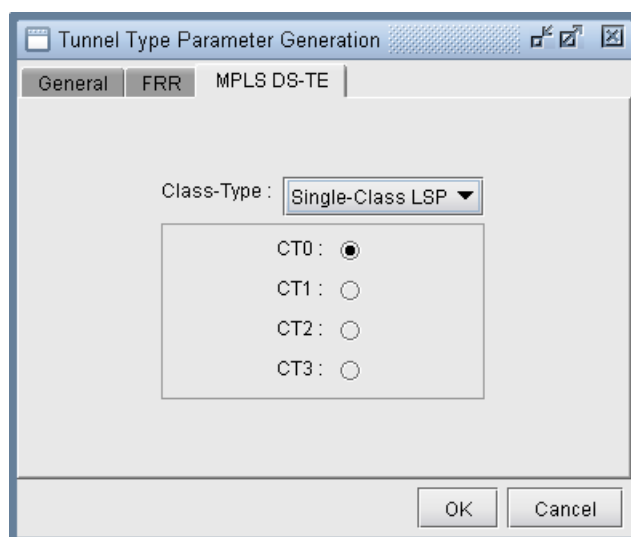 Tunnel Type Parameter Generation
General FRR MPLS DS-TE
Class-Type : Single-Class LSP
CT0 :
CT1 :
CT2 :
CT3 :
OK Cancel